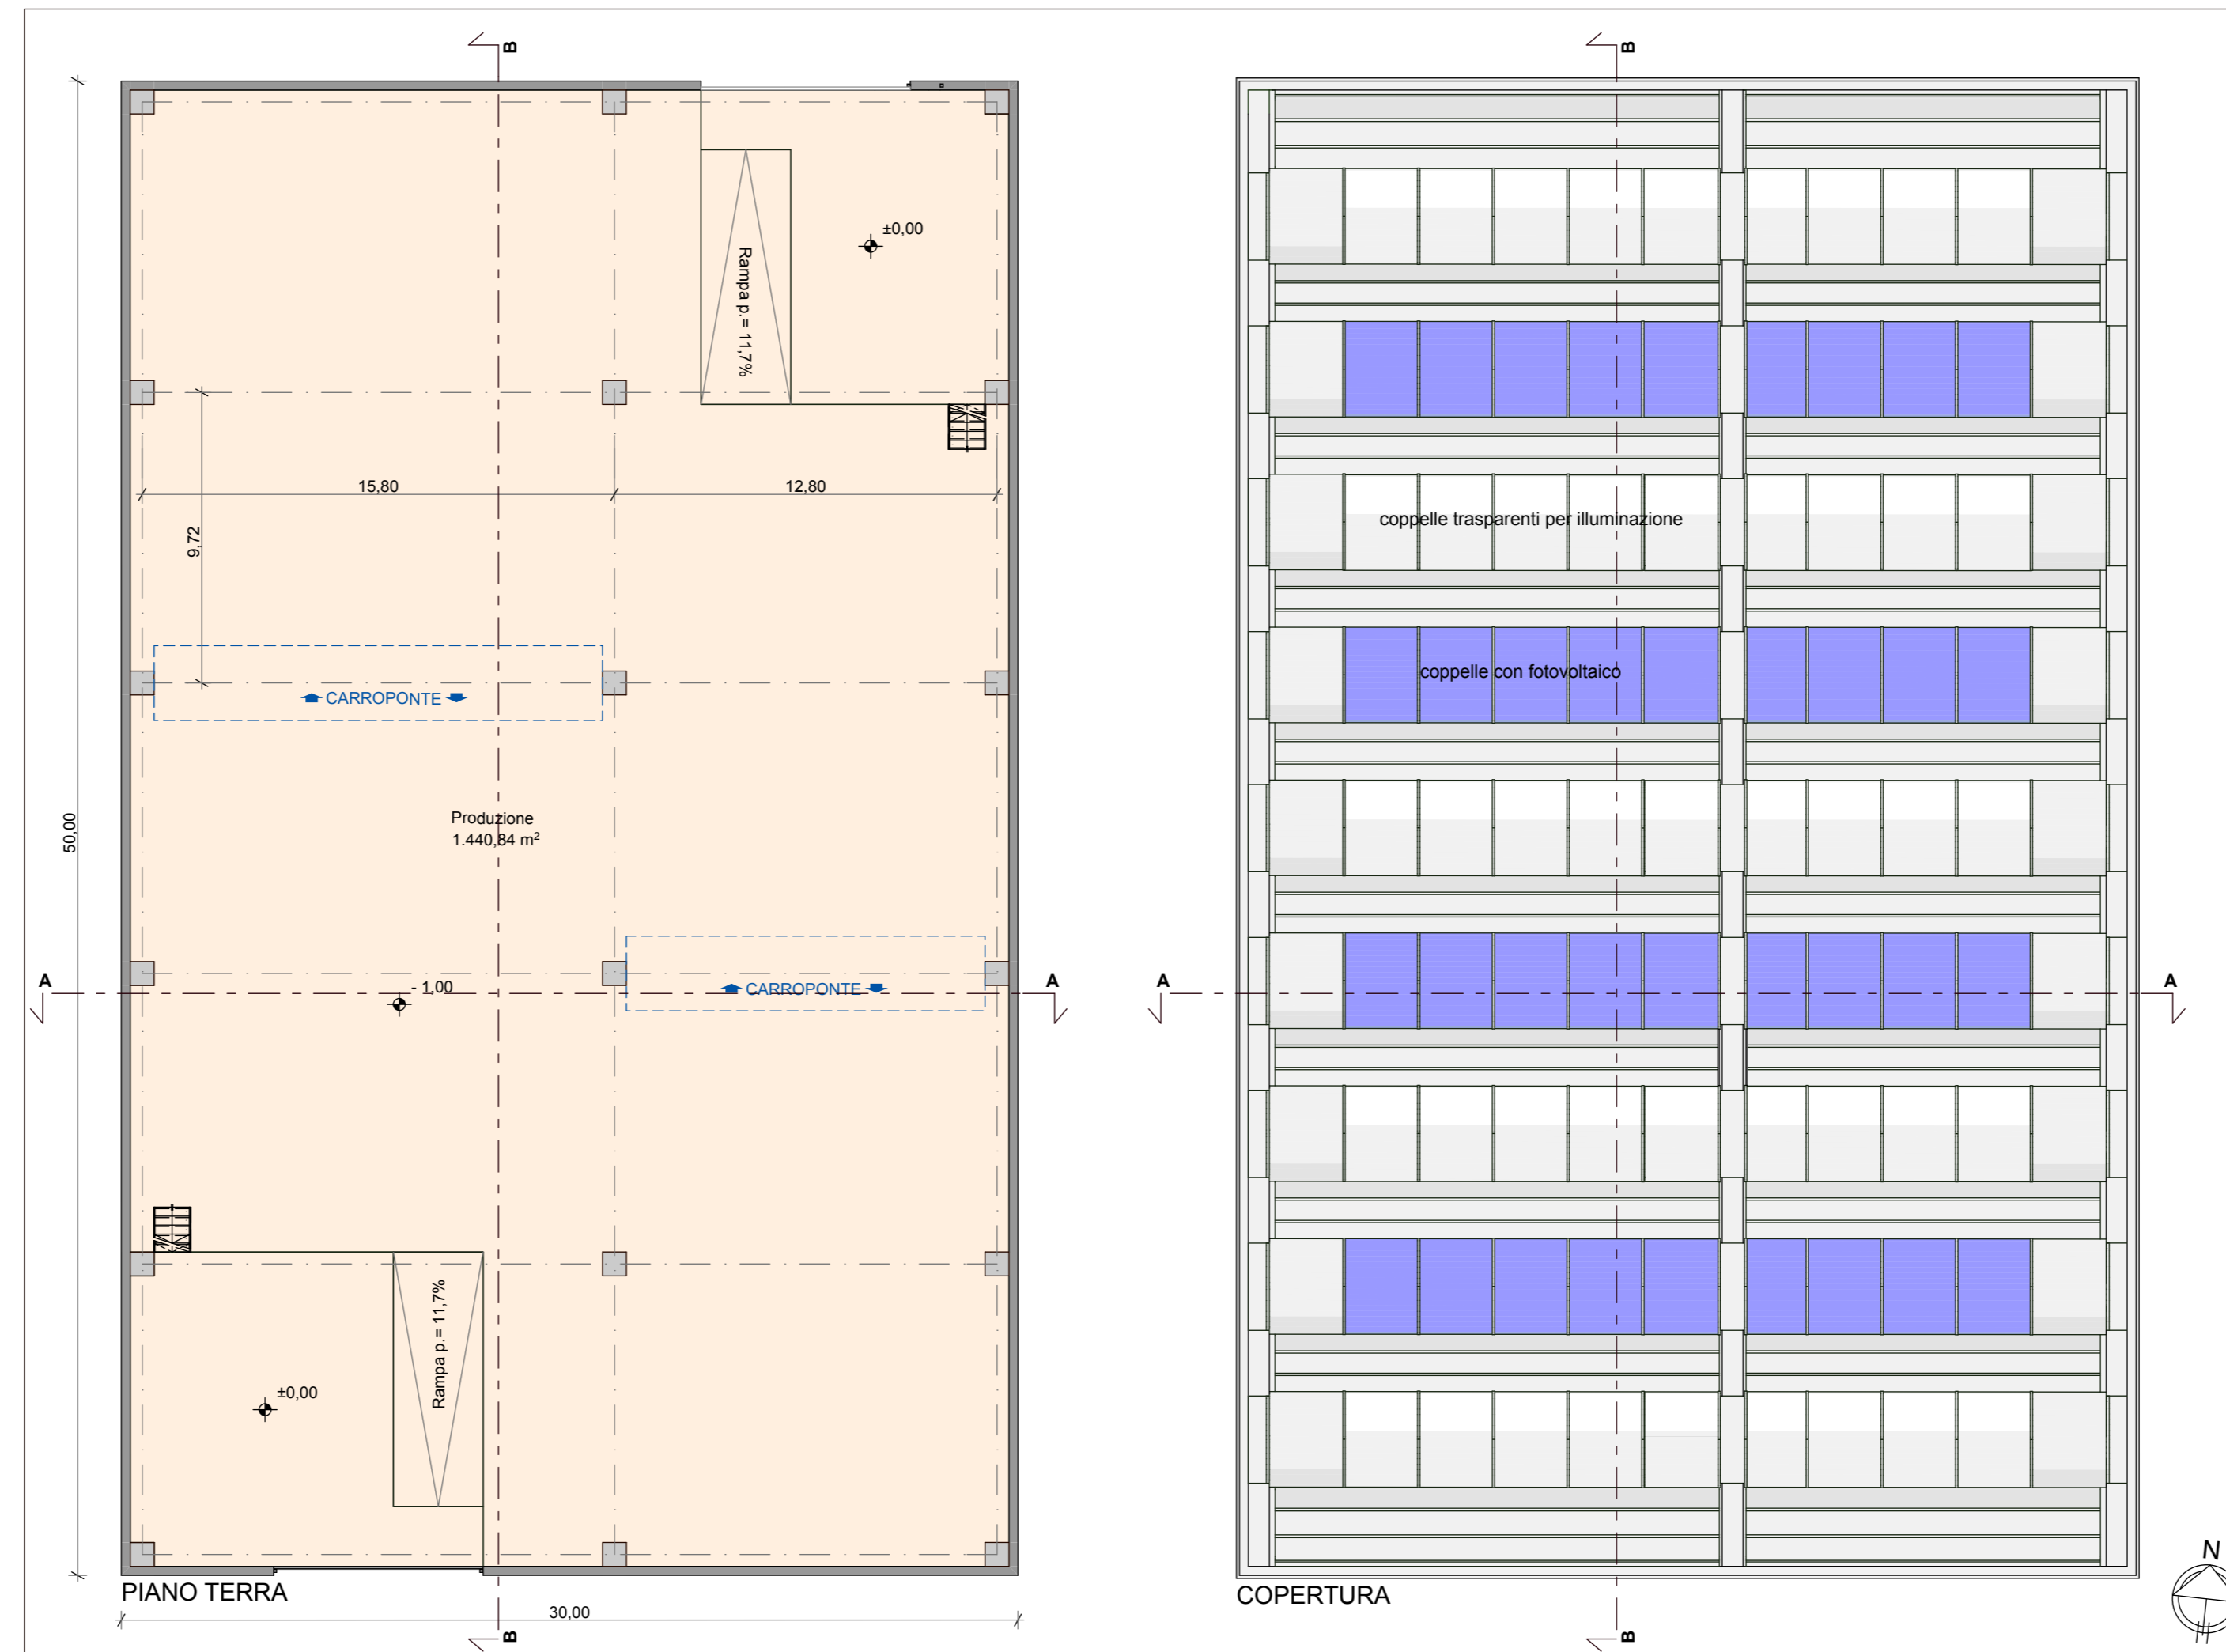 B
B
±0,00
Rampa p.= 11,7%
15,80
12,80
9,72
coppelle trasparenti per illuminazione
CARROPONTE
coppelle con fotovoltaico
50,00
Produzione
1.440,84 m²
A
- 1,00
CARROPONTE
A
A
A
Rampa p.= 11,7%
±0,00
PIANO TERRA
30,00
B
COPERTURA
B
N